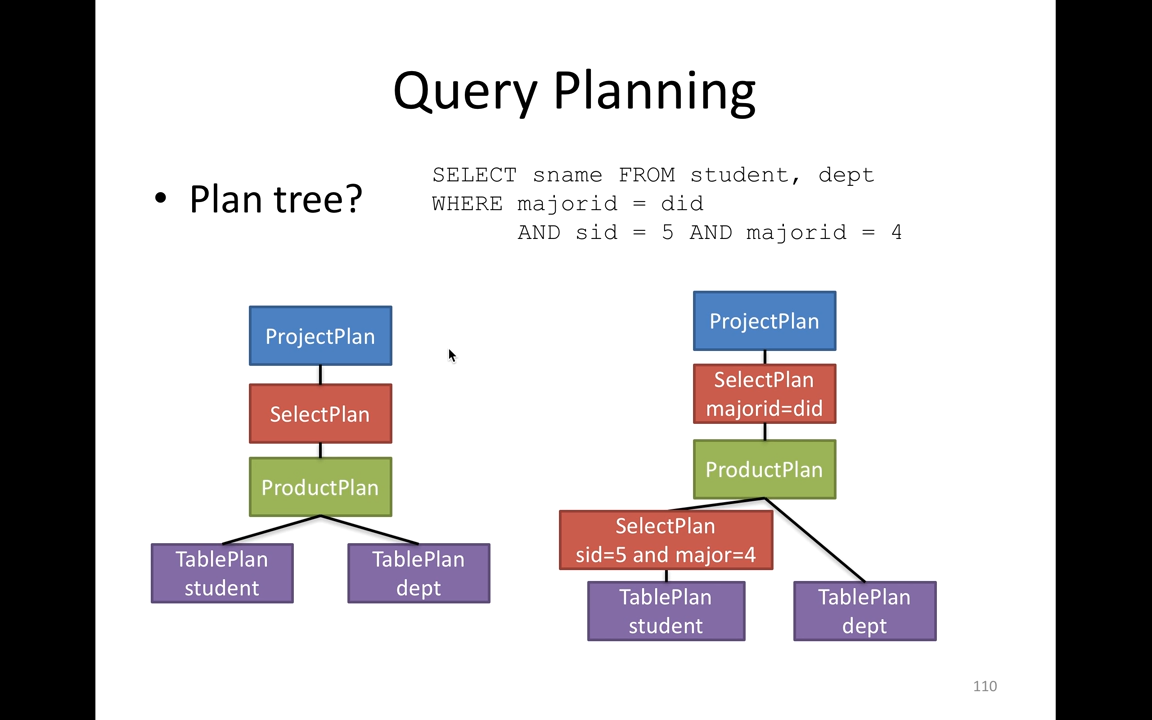 Query Planning
• Plan tree?
SELECT sname FROM student, dept
WHERE majorid = did
AND sid = 5 AND majorid = 4
ProjectPlan
SelectPlan
ProductPlan
TablePlan
student
TablePlan
dept
ProjectPlan
SelectPlan
majorid=did
ProductPlan
SelectPlan
sid=5 and major=4
TablePlan
student
TablePlan
dept
110